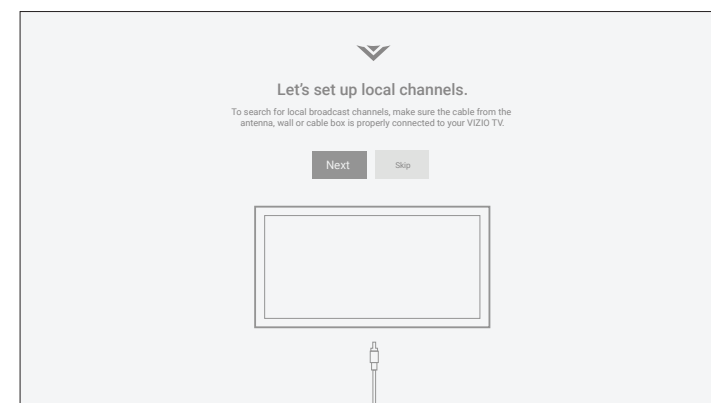 Let's set up local channels.
To search for local broadcast channels, make sure the cable from the
antenna, wall or cable box is properly connected to your VIZIO TV.
Next Skip